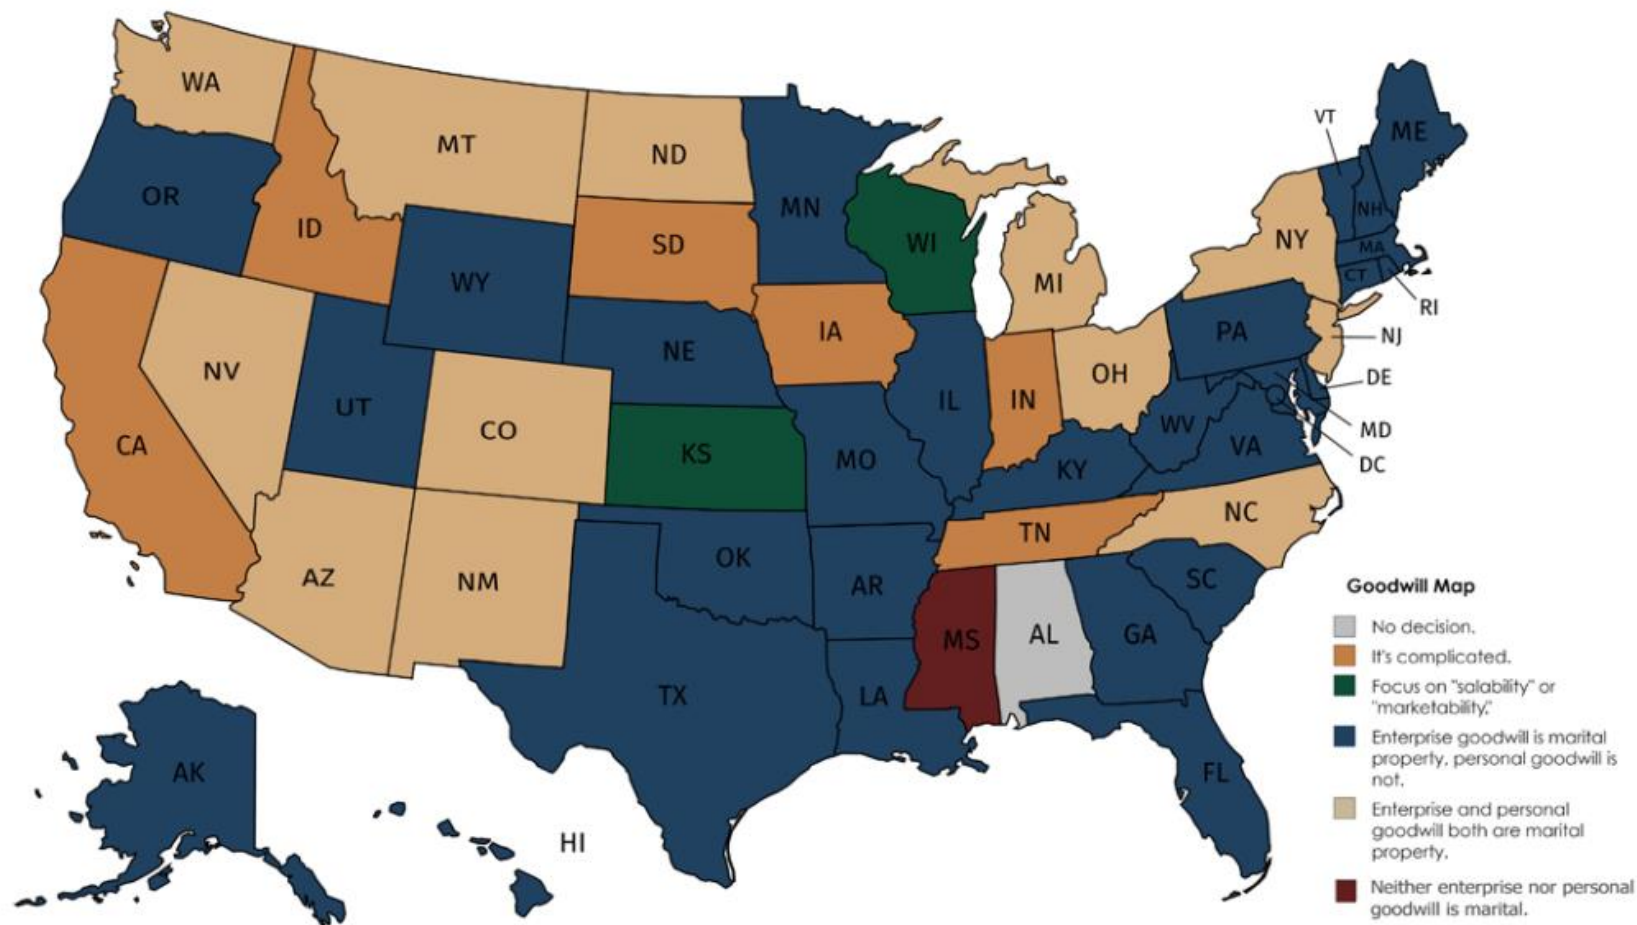 WA
MT
ND
MN
VT
ME
OR
ID
SD
WI
NH
NY
MA
WY
MI
CT
RI
IA
PA
NJ
NV
NE
OH
DE
UT
IL
IN
CO
WV
MD
CA
KS
MO
VA
DC
KY
NC
TN
AZ
NM
OK
AR
SC
MS
AL
GA
TX
LA
FL
AK
HI
Goodwill Map
No decision.
It's complicated.
Focus on "salability" or
"marketability."
Enterprise goodwill is marital
property, personal goodwill is
not.
Enterprise and personal
goodwill both are marital
property.
Neither enterprise nor personal
goodwill is marital.